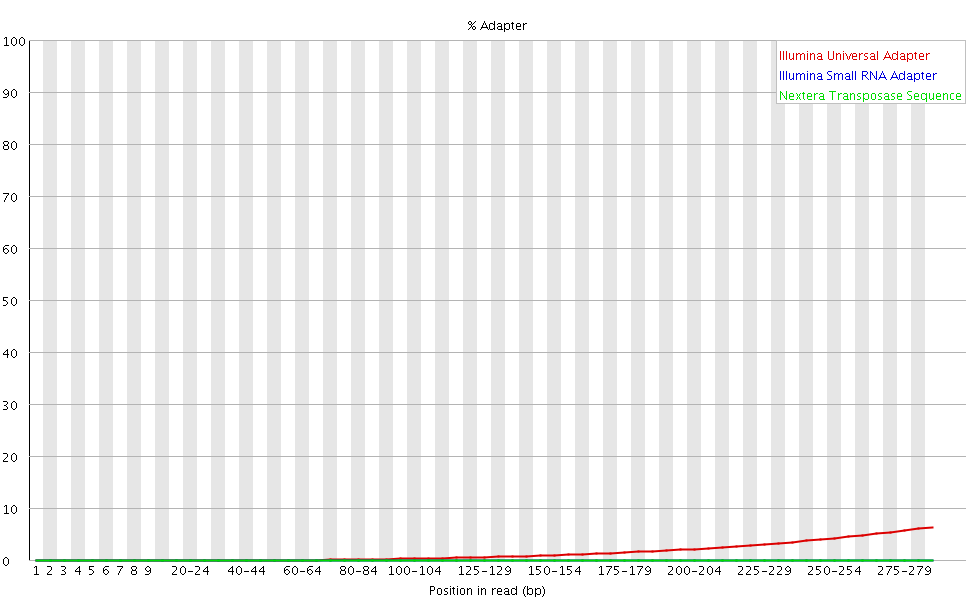 % Adapter
100
90
80
70
60
50
40
30
20
10
0
Illumina Universal Adapter
Illumina Small RNA Adapter
Nextera Transposase Sequence
1 2 3 4 5 6 7 8 9 20-24 40-44 60-64 80-84 100-104 125-129 150-154 175-179 200-204 225-229 250-254 275-279
Position in read (bp)